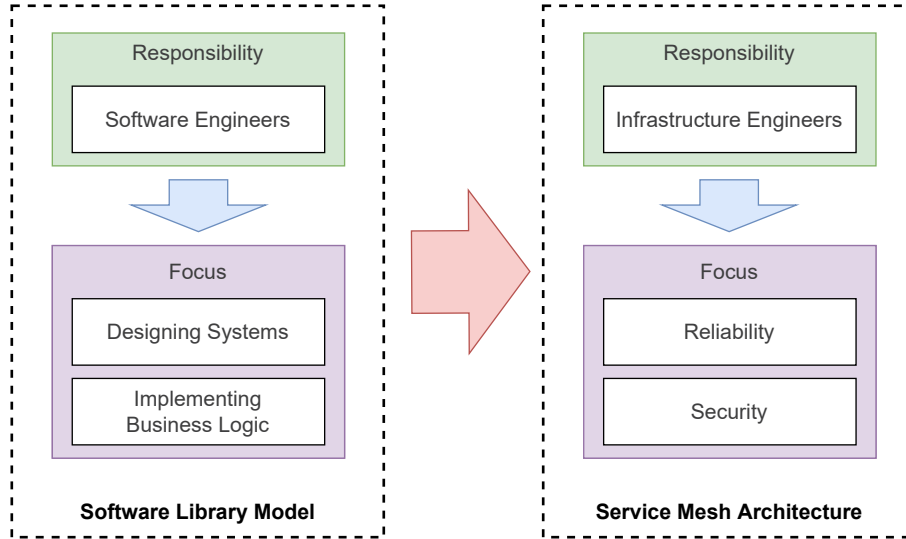 Responsibility
Software Engineers
Focus
Designing Systems
Implementing
Business Logic
Software Library Model
Responsibility
Infrastructure Engineers
Focus
Reliability
Security
Service Mesh Architecture